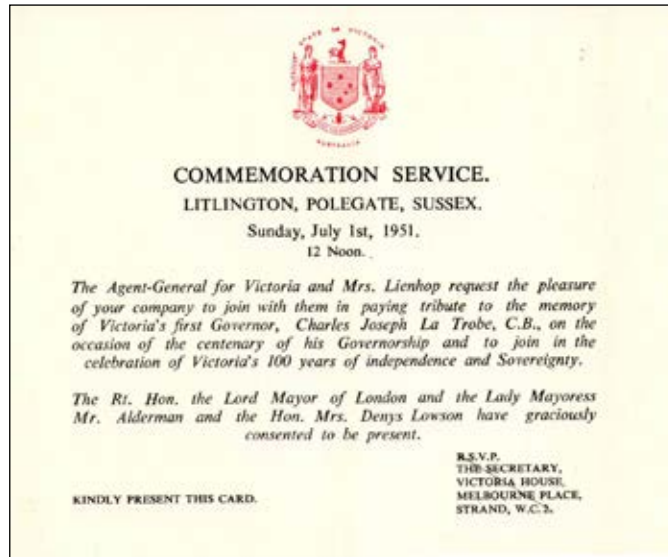 STATE OF VICTORIA
AUSTRALIA
COMMEMORATION SERVICE.
LITLINGTON, POLEGATE, SUSSEX.
Sunday, July 1st, 1951.
12 Noon.
The Agent-General for Victoria and Mrs. Lienhop request the pleasure
of your company to join with them in paying tribute to the memory
of Victoria's first Governor, Charles Joseph La Trobe, C.B., on the
occasion of the centenary of his Governorship and to join in the
celebration of Victoria's 100 years of independence and Sovereignty.
The Rt. Hon. the Lord Mayor of London and the Lady Mayoress
Mr. Alderman and the Hon. Mrs. Denys Lowson have graciously
consented to be present.
KINDLY PRESENT THIS CARD.
R.S.V.P.
THE SECRETARY,
VICTORIA HOUSE,
MELBOURNE PLACE,
STRAND, W.C.2.